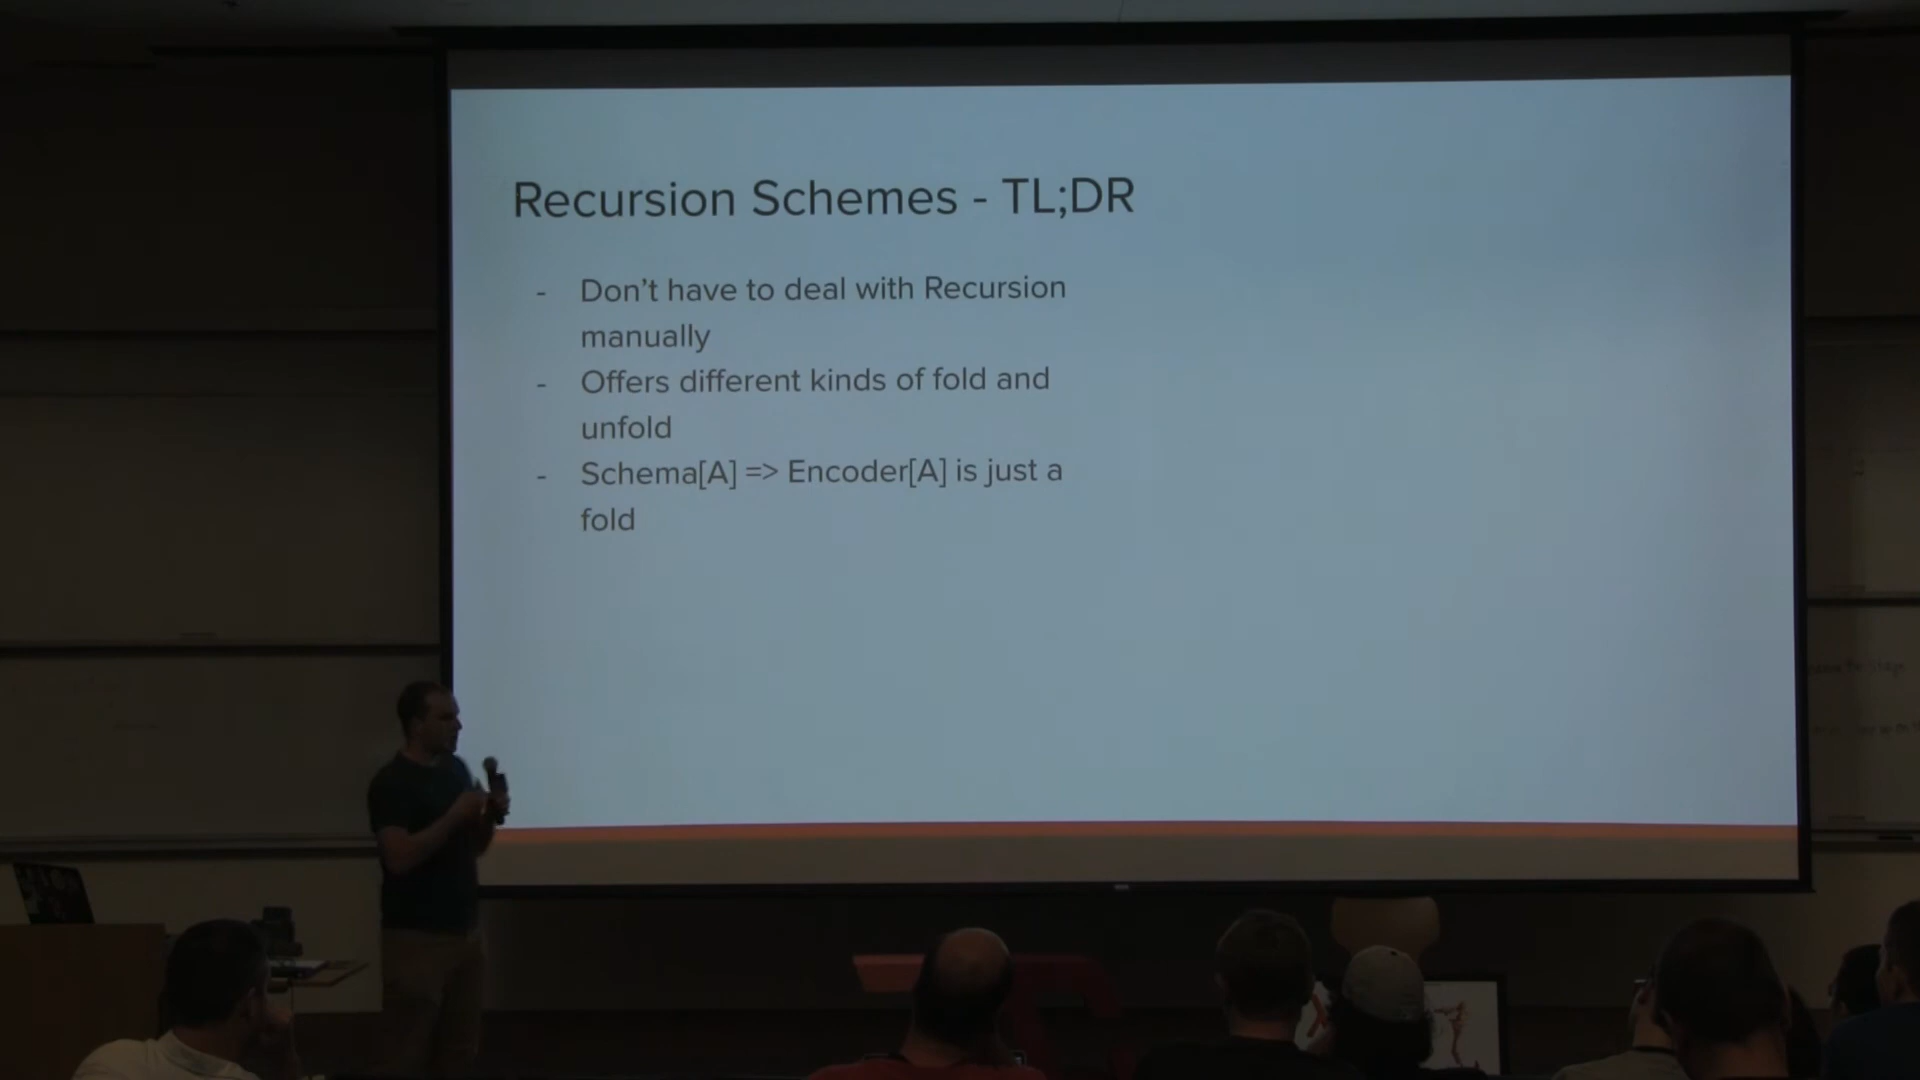 Recursion Schemes - TL;DR
- Don't have to deal with Recursion
manually
- Offers different kinds of fold and
unfold
- Schema[A] => Encoder[A] is just a
fold